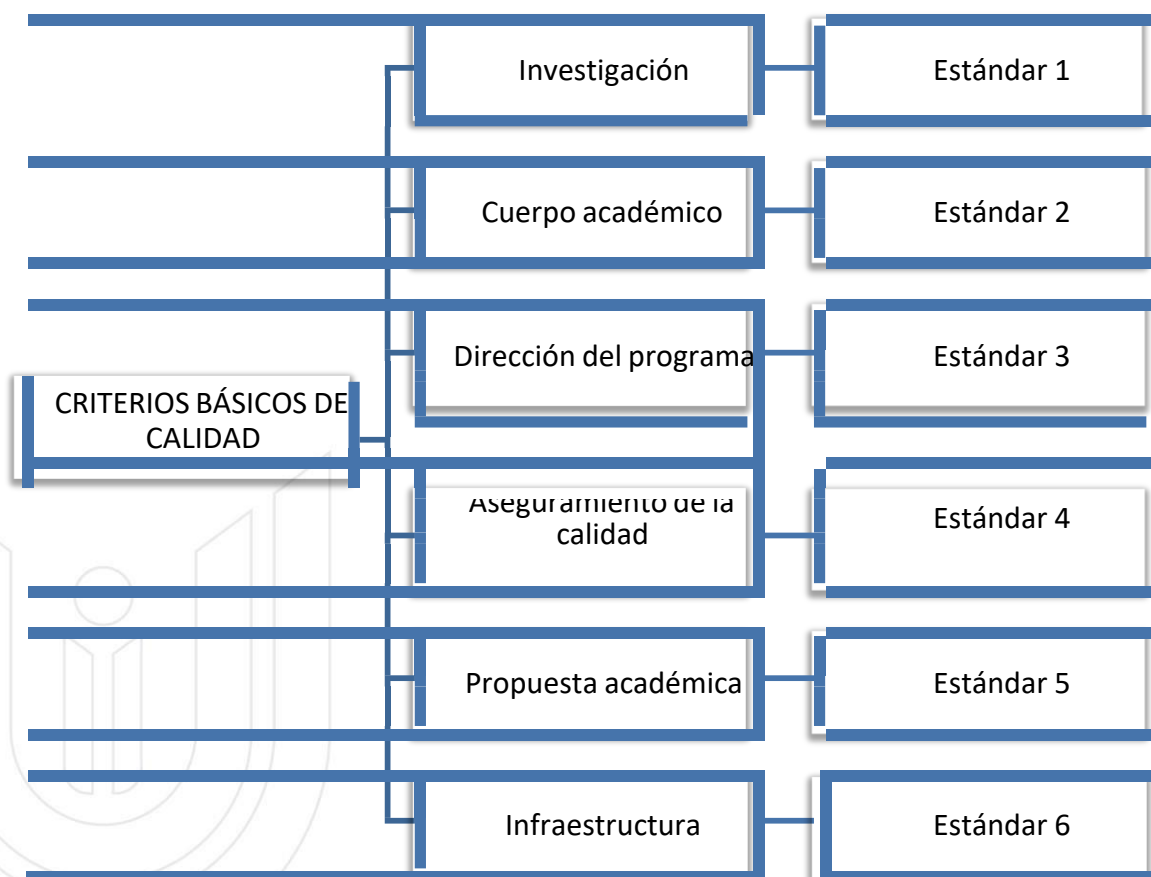 Investigación
Estándar 1
Cuerpo académico
Estándar 2
Dirección del programa
Estándar 3
CRITERIOS BÁSICOS DE
CALIDAD
Aseguramiento de la
calidad
Estándar 4
Propuesta académica
Estándar 5
Infraestructura
Estándar 6